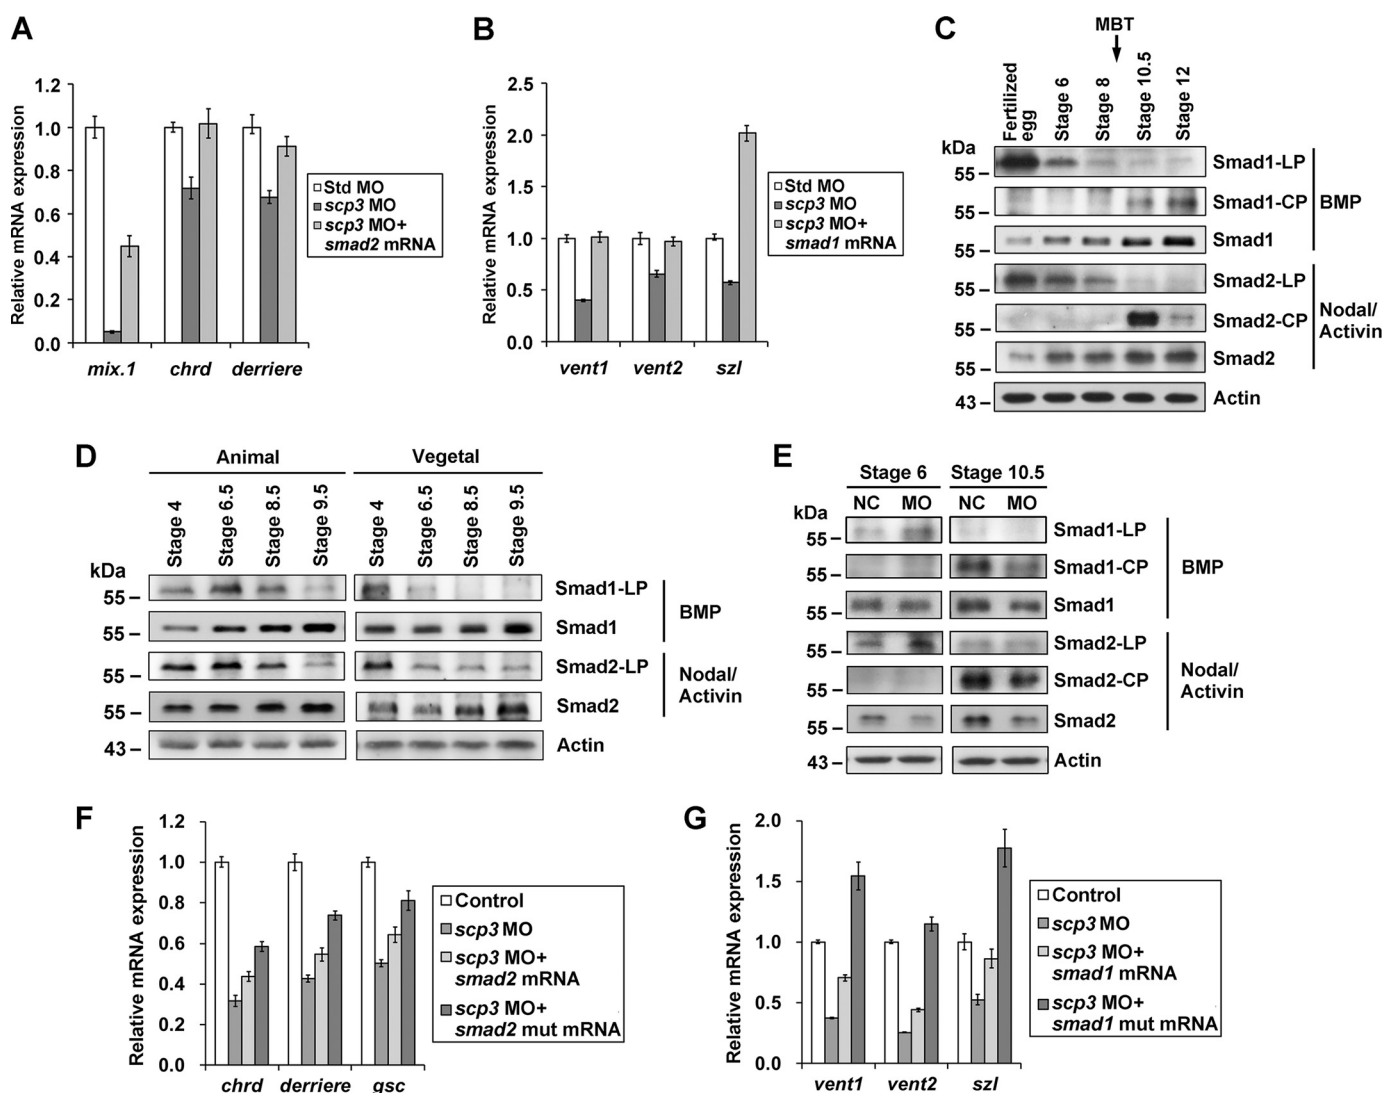 A
Relative mRNA expression
1.2
1.0
0.8
0.6
0.4
0.2
0.0
mix.1 chrd derriere
Std MO
scp3 MO
scp3 MO+
smad2 mRNA
B
Relative mRNA expression
2.5
2.0
1.5
1.0
0.5
0.0
vent1 vent2 szl
Std MO
scp3 MO
scp3 MO+
smad1 mRNA
C
MBT
Fertilized
egg
Stage 6
Stage 8
Stage 10.5
Stage 12
kDa
55 Smad1-LP
55 Smad1-CP BMP
55 Smad1
55 Smad2-LP
55 Smad2-CP
Nodal/
Activin
55 Smad2
43 Actin
D
Animal Vegetal
Stage 4
Stage 6.5
Stage 8.5
Stage 9.5
Stage 4
Stage 6.5
Stage 8.5
Stage 9.5
kDa
55 Smad1-LP
BMP
55 Smad1
55 Smad2-LP
Nodal/
Activin
55 Smad2
43 Actin
E
Stage 6 Stage 10.5
NC MO NC MO
kDa
55 Smad1-LP
55 Smad1-CP BMP
55 Smad1
55 Smad2-LP
55 Smad2-CP
Nodal/
Activin
55 Smad2
43 Actin
F
Relative mRNA expression
1.2
1.0
0.8
0.6
0.4
0.2
0.0
chrd derriere gsc
Control
scp3 MO
scp3 MO+
smad2 mRNA
scp3 MO+
smad2 mut mRNA
G
Relative mRNA expression
2.0
1.5
1.0
0.5
0.0
vent1 vent2 szl
Control
scp3 MO
scp3 MO+
smad1 mRNA
scp3 MO+
smad1 mut mRNA